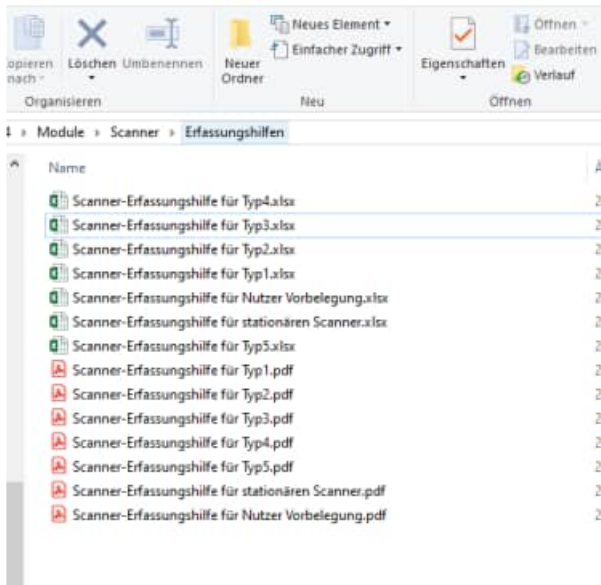 opieren nach
Löschen
Umbenennen
Neuer Ordner
Neues Element
Einfacher Zugriff
Eigenschaften
Öffnen
Bearbeiten
Verlauf
Organisieren
Neu
Öffnen
4 › Module › Scanner › Erfassungshilfen
Name
Scanner-Erfassungshilfe für Typ4.xlsx
Scanner-Erfassungshilfe für Typ3.xlsx
Scanner-Erfassungshilfe für Typ2.xlsx
Scanner-Erfassungshilfe für Typ1.xlsx
Scanner-Erfassungshilfe für Nutzer Vorbelegung.xlsx
Scanner-Erfassungshilfe für stationären Scanner.xlsx
Scanner-Erfassungshilfe für Typ5.xlsx
Scanner-Erfassungshilfe für Typ1.pdf
Scanner-Erfassungshilfe für Typ2.pdf
Scanner-Erfassungshilfe für Typ3.pdf
Scanner-Erfassungshilfe für Typ4.pdf
Scanner-Erfassungshilfe für Typ5.pdf
Scanner-Erfassungshilfe für stationären Scanner.pdf
Scanner-Erfassungshilfe für Nutzer Vorbelegung.pdf